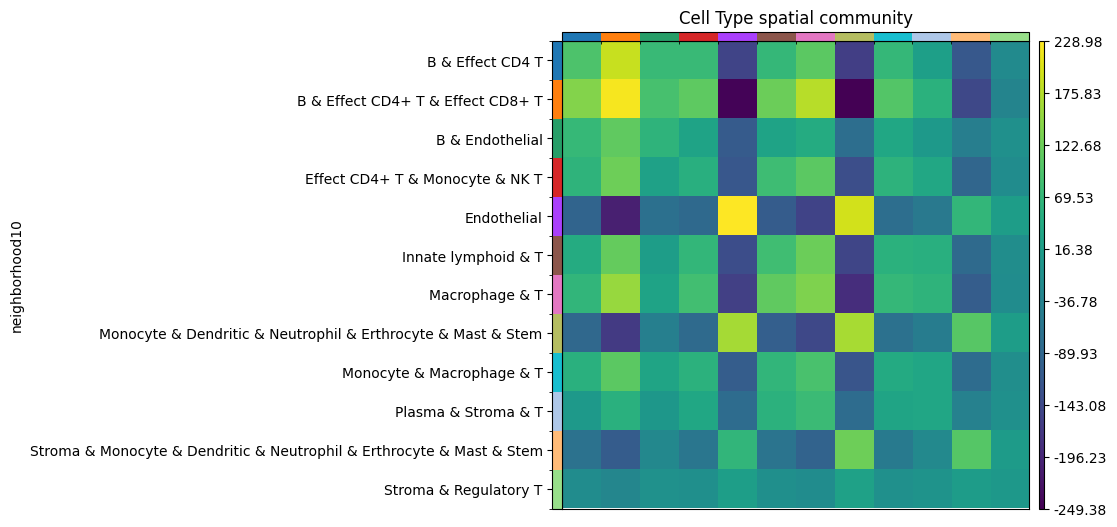 Cell Type spatial community
neighborhood10
B & Effect CD4 T
B & Effect CD4+ T & Effect CD8+ T
B & Endothelial
Effect CD4+ T & Monocyte & NK T
Endothelial
Innate lymphoid & T
Macrophage & T
Monocyte & Dendritic & Neutrophil & Erthrocyte & Mast & Stem
Monocyte & Macrophage & T
Plasma & Stroma & T
Stroma & Monocyte & Dendritic & Neutrophil & Erthrocyte & Mast & Stem
Stroma & Regulatory T
228.98
175.83
122.68
69.53
16.38
-36.78
-89.93
-143.08
-196.23
-249.38